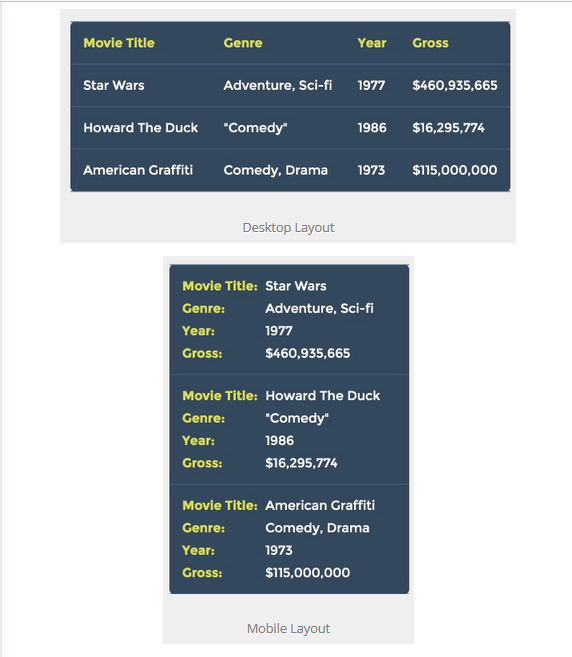 Movie Title Genre Year Gross
Star Wars Adventure, Sci-fi 1977 $460,935,665
Howard The Duck "Comedy" 1986 $16,295,774
American Graffiti Comedy, Drama 1973 $115,000,000
Desktop Layout
Movie Title: Star Wars
Genre: Adventure, Sci-fi
Year: 1977
Gross: $460,935,665
Movie Title: Howard The Duck
Genre: "Comedy"
Year: 1986
Gross: $16,295,774
Movie Title: American Graffiti
Genre: Comedy, Drama
Year: 1973
Gross: $115,000,000
Mobile Layout